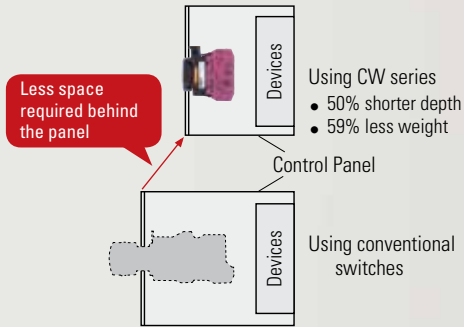 Less space
required behind
the panel
Devices
Using CW series
• 50% shorter depth
• 59% less weight
Control Panel
Devices
Using conventional
switches